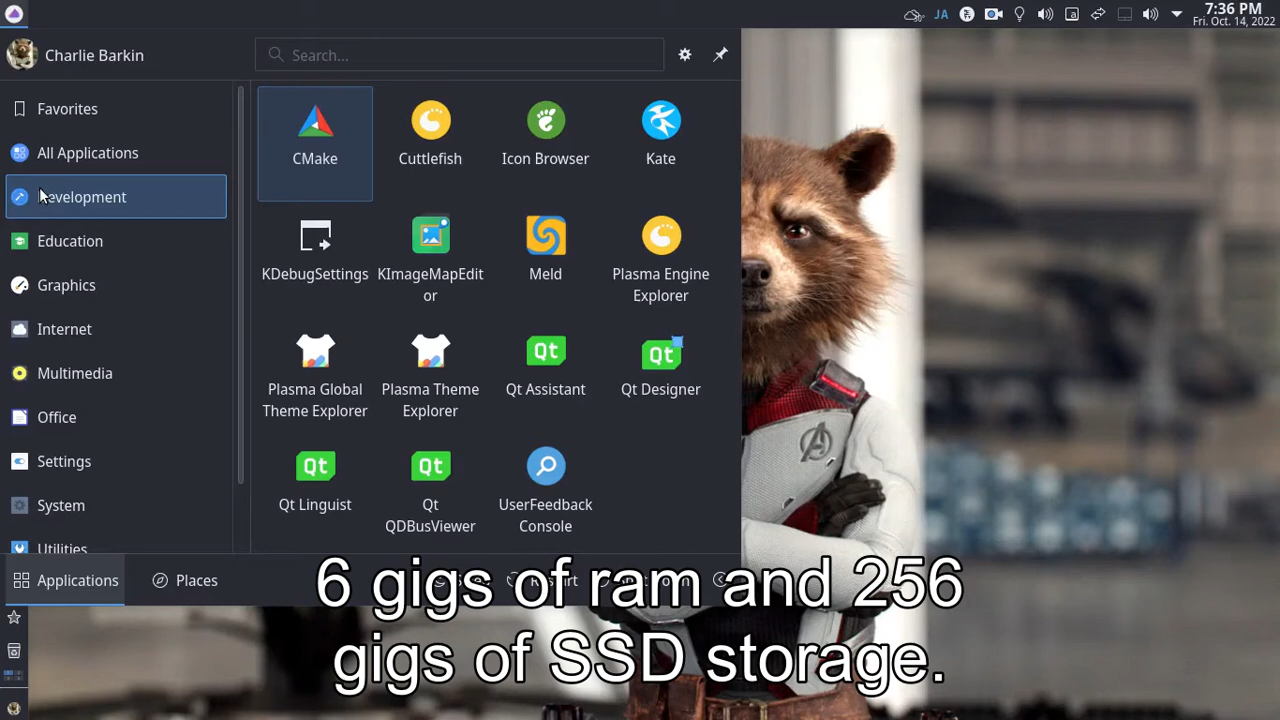 7:36 PM
JA
Fri. Oct. 14, 2022
Charlie Barkin
Search...
Favorites
All Applications
Development
Education
Graphics
Internet
Multimedia
Office
Settings
System
Utilities
CMake
Cuttlefish
Icon Browser
Kate
KDebugSettings
KImageMapEdit
or
Meld
Plasma Engine
Explorer
Plasma Global
Theme Explorer
Plasma Theme
Explorer
Qt Assistant
Qt Designer
Qt Linguist
Qt
QDBusViewer
UserFeedback
Console
Applications
Places
6 gigs of ram and 256
gigs of SSD storage.